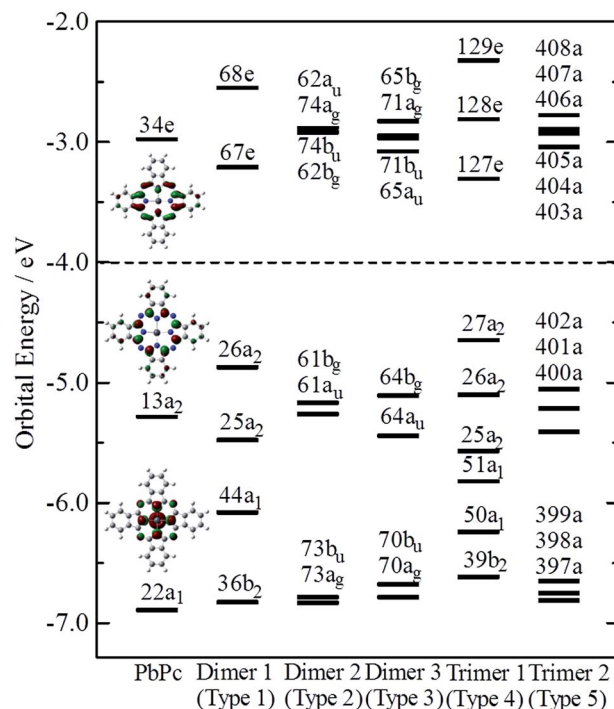 -2.0
-3.0
-4.0
-5.0
-6.0
-7.0
Orbital Energy / eV
34e
13a2
22a1
68e
67e
26a2
25a2
44a1
36b2
62au
74ag
74bu
62bg
61bg
61au
73bu
73ag
65bg
71ag
71bu
65au
64bg
64au
70bu
70ag
129e
128e
127e
27a2
26a2
25a2
51a1
50a1
39b2
408a
407a
406a
405a
404a
403a
402a
401a
400a
399a
398a
397a
PbPc
Dimer 1
(Type 1)
Dimer 2
(Type 2)
Dimer 3
(Type 3)
Trimer 1
(Type 4)
Trimer 2
(Type 5)